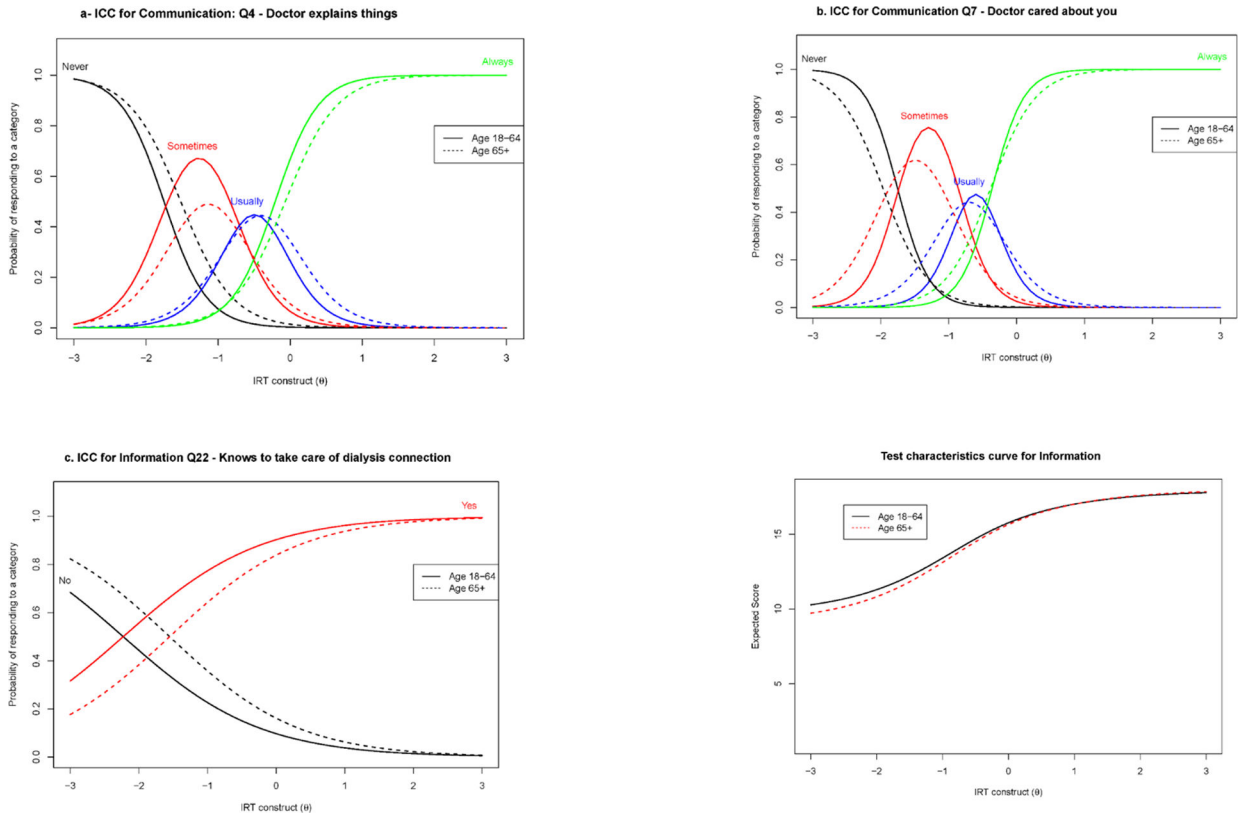 a- ICC for Communication: Q4 - Doctor explains things
Never
Always
Sometimes
Usually
Age 18–64
Age 65+
Probability of responding to a category
0.0
0.2
0.4
0.6
0.8
1.0
−3
−2
−1
0
1
2
3
IRT construct (θ)
b. ICC for Communication Q7 - Doctor cared about you
Never
Always
Sometimes
Usually
Age 18–64
Age 65+
Probability of responding to a category
0.0
0.2
0.4
0.6
0.8
1.0
−3
−2
−1
0
1
2
3
IRT construct (θ)
c. ICC for Information Q22 - Knows to take care of dialysis connection
Yes
No
Age 18–64
Age 65+
Probability of responding to a category
0.0
0.2
0.4
0.6
0.8
1.0
−3
−2
−1
0
1
2
3
IRT construct (θ)
Test characteristics curve for Information
Age 18–64
Age 65+
Expected Score
5
10
15
−3
−2
−1
0
1
2
3
IRT construct (θ)